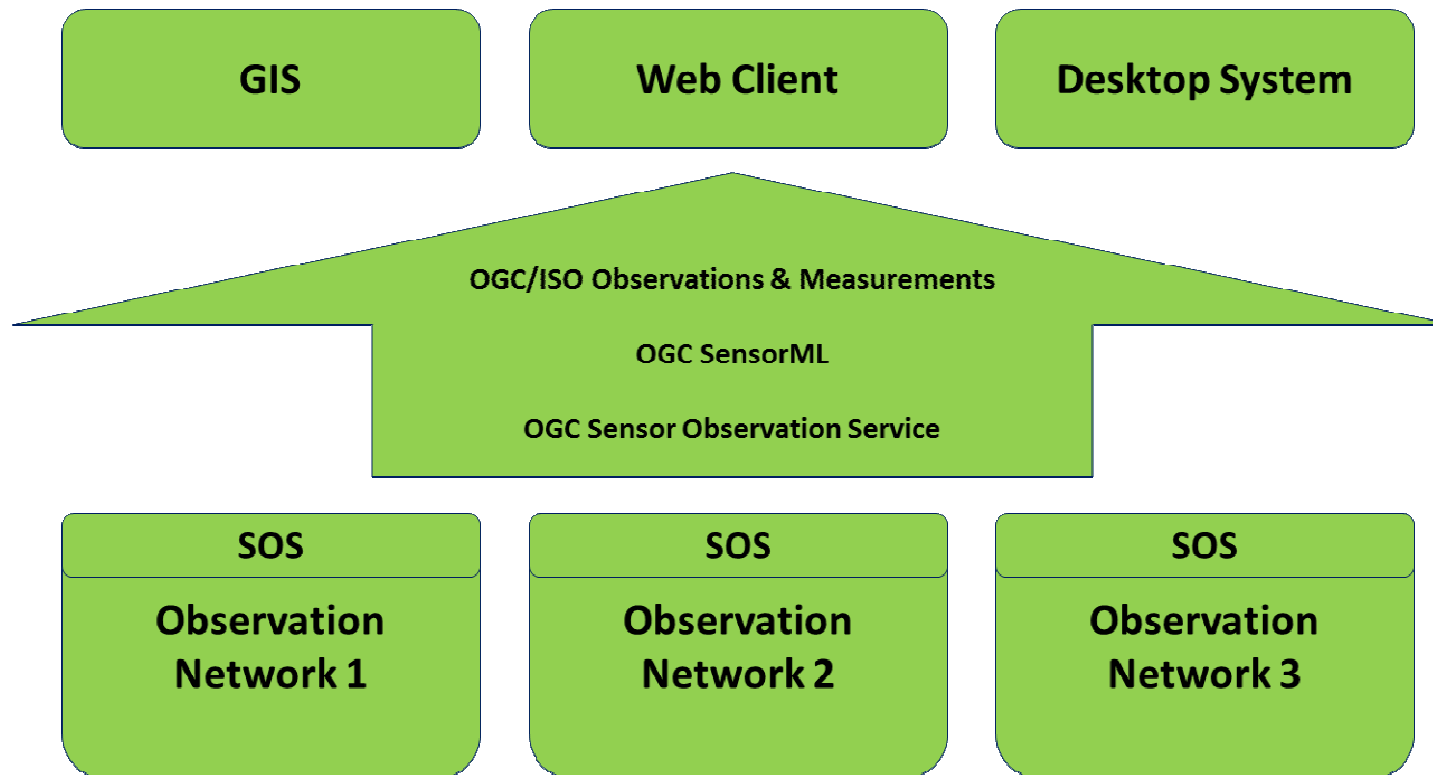 GIS
Web Client
Desktop System
OGC/ISO Observations & Measurements
OGC SensorML
OGC Sensor Observation Service
SOS
Observation
Network 1
SOS
Observation
Network 2
SOS
Observation
Network 3